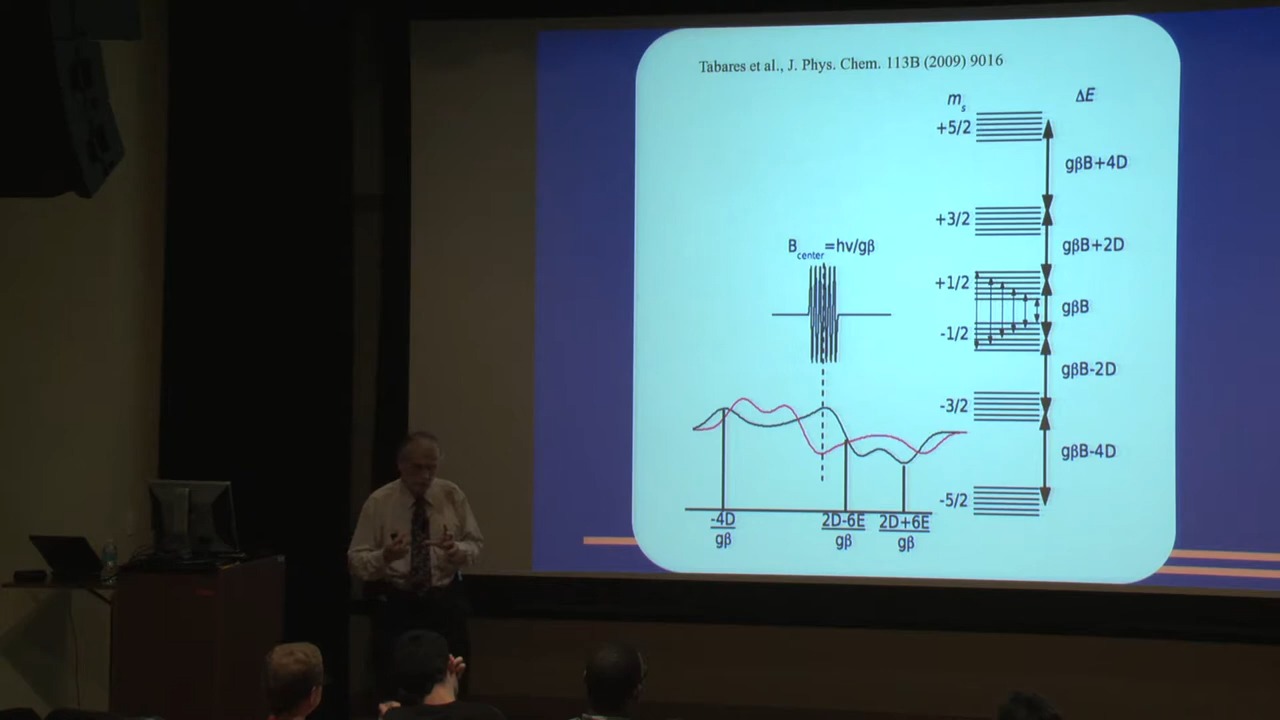 Tabares et al., J. Phys. Chem. 113B (2009) 9016
mₛ ΔE
+5/2
gβB+4D
+3/2
gβB+2D
Bcenter=hν/gβ
+1/2
gβB
-1/2
gβB-2D
-3/2
gβB-4D
-5/2
-4D 2D-6E 2D+6E
gβ gβ gβ